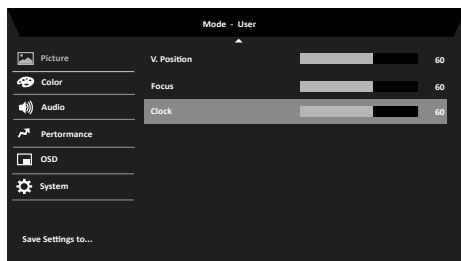 Mode - User
Picture
Color
Audio
Pertormance
OSD
System
Save Settings to...
V. Position 60
Focus 60
Clock 60